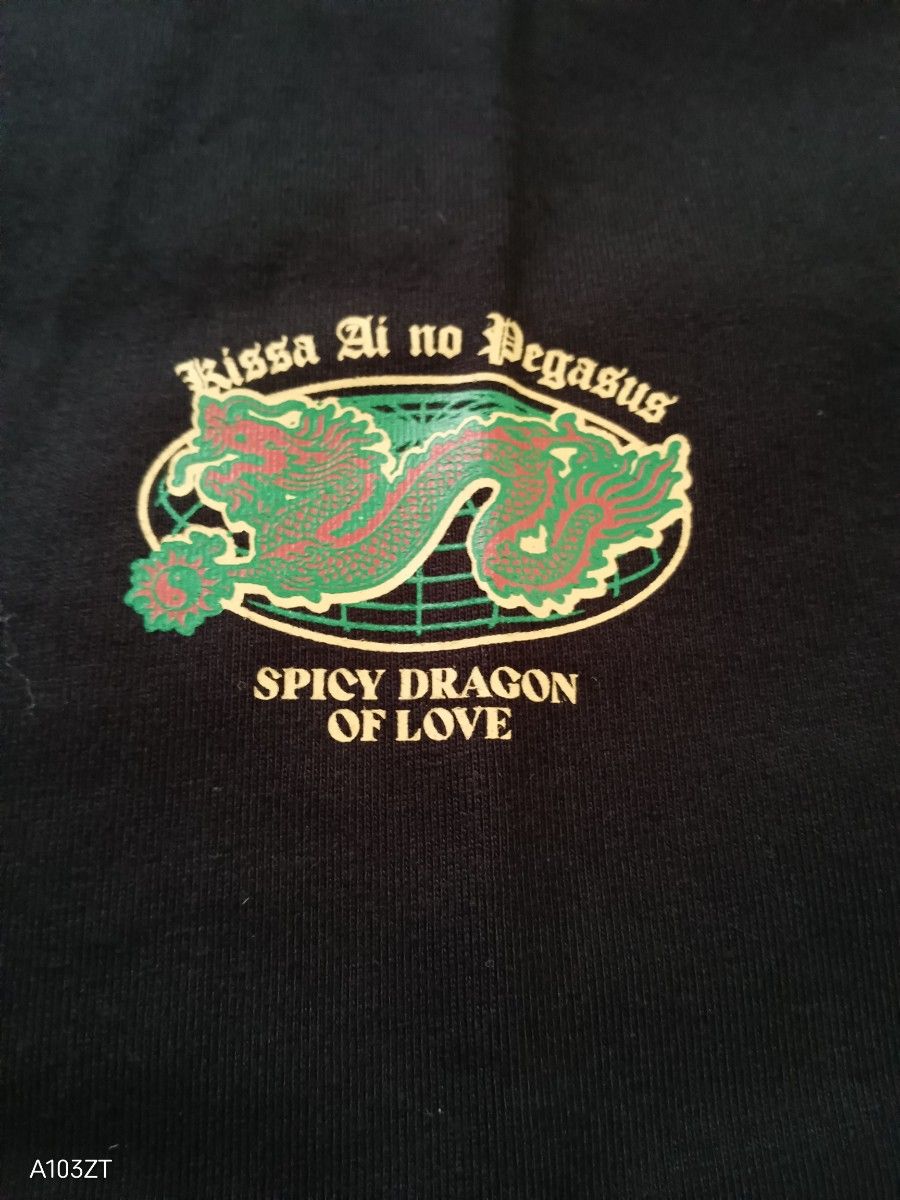 Kissa Ai no Pegasus
SPICY DRAGON
OF LOVE
A103ZT